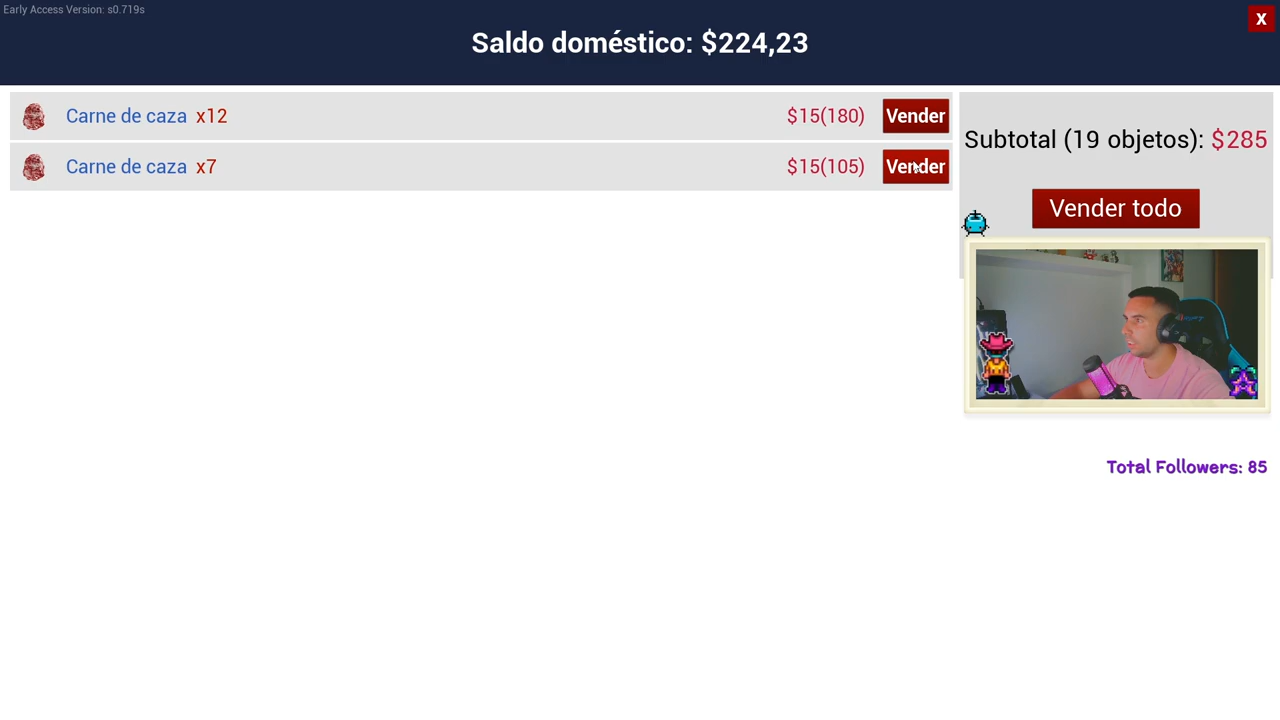 Early Access Version: s0.719s
X
Saldo doméstico: $224,23
Carne de caza x12 $15(180) Vender
Carne de caza x7 $15(105) Vender
Subtotal (19 objetos): $285
Vender todo
Total Followers: 85